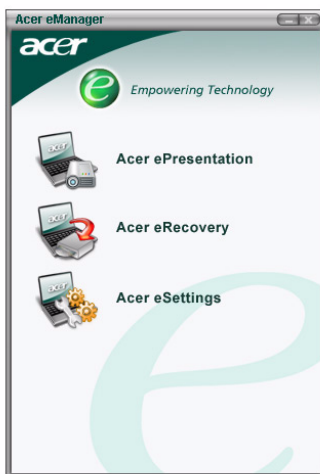 Acer eManager
acer
e
Empowering Technology
Acer ePresentation
Acer eRecovery
Acer eSettings
e